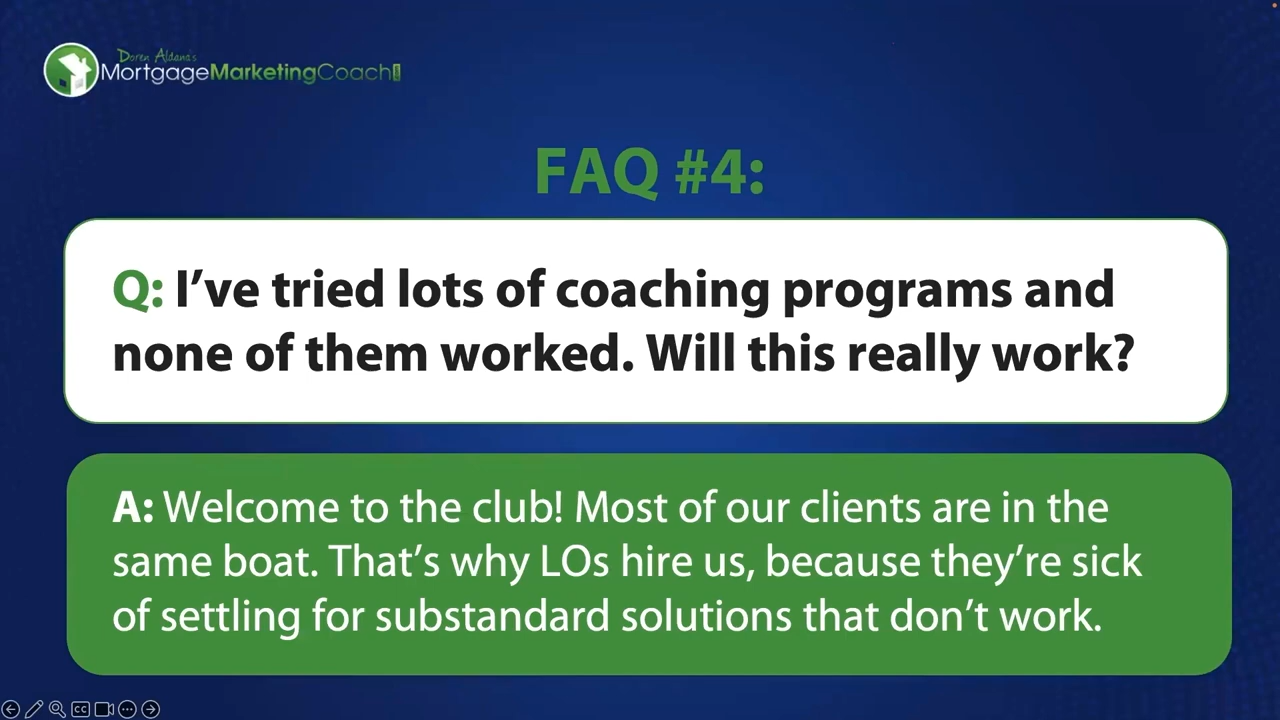 Doren Aldana's
MortgageMarketingCoach
FAQ #4:
Q: I've tried lots of coaching programs and
none of them worked. Will this really work?
A: Welcome to the club! Most of our clients are in the
same boat. That's why LOs hire us, because they're sick
of settling for substandard solutions that don't work.
CC